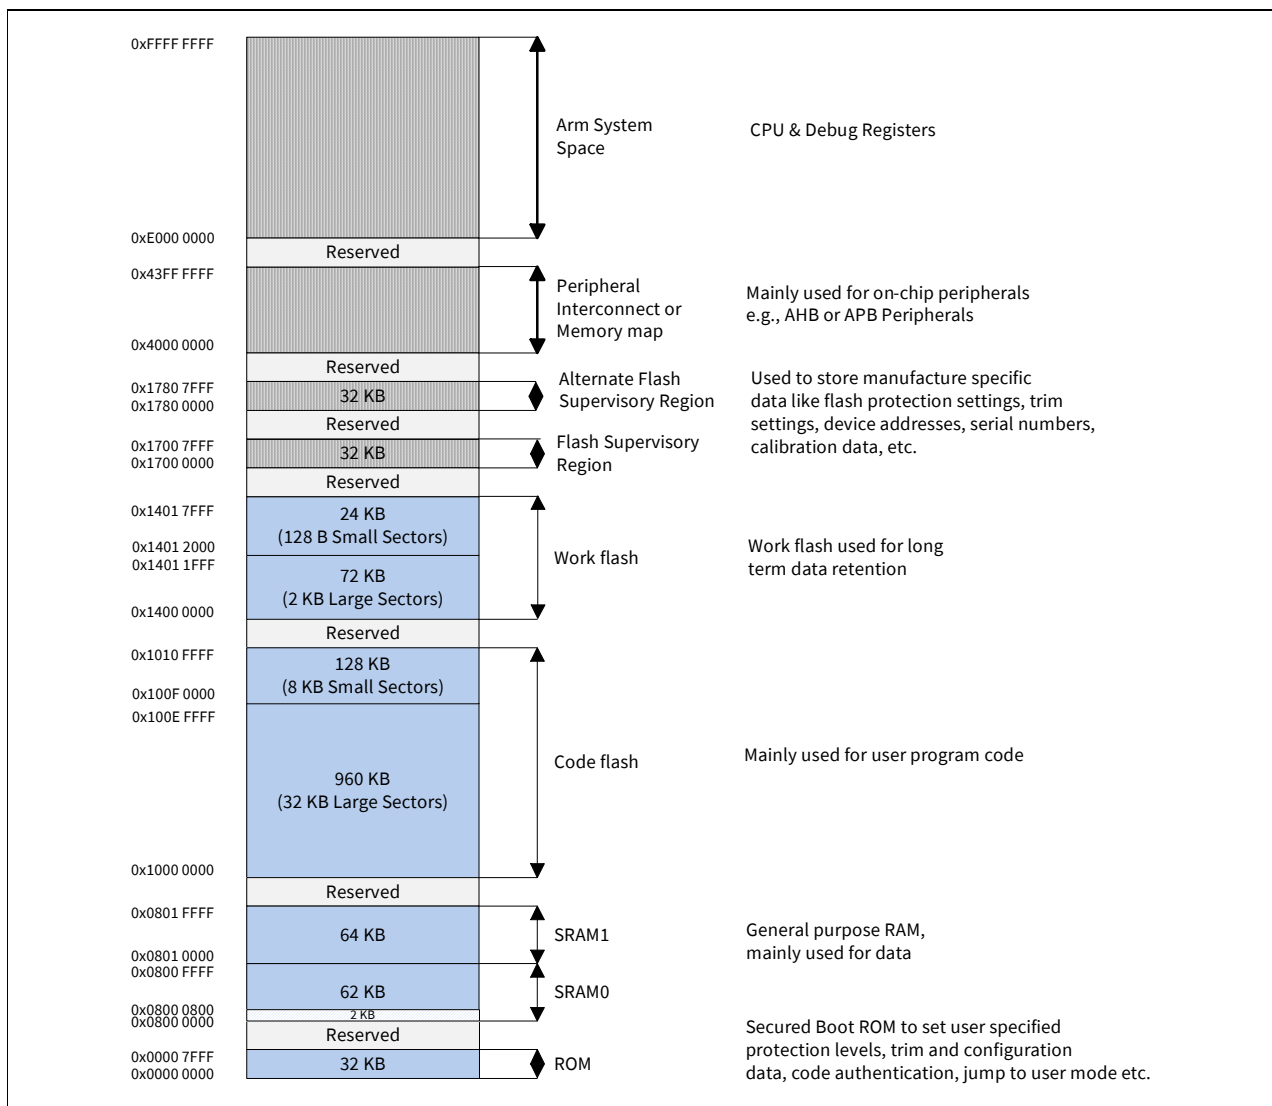 0xFFFF FFFF
Arm System
Space
CPU & Debug Registers
0xE000 0000
Reserved
0x43FF FFFF
Peripheral
Interconnect or
Memory map
Mainly used for on-chip peripherals
e.g., AHB or APB Peripherals
0x4000 0000
Reserved
0x1780 7FFF
32 KB
0x1780 0000
Alternate Flash
Supervisory Region
Used to store manufacture specific
data like flash protection settings, trim
settings, device addresses, serial numbers,
calibration data, etc.
Reserved
0x1700 7FFF
32 KB
0x1700 0000
Flash Supervisory
Region
Reserved
0x1401 7FFF
24 KB
(128 B Small Sectors)
0x1401 2000
0x1401 1FFF
72 KB
(2 KB Large Sectors)
0x1400 0000
Work flash
Work flash used for long
term data retention
Reserved
0x1010 FFFF
128 KB
(8 KB Small Sectors)
0x100F 0000
0x100E FFFF
960 KB
(32 KB Large Sectors)
Code flash
Mainly used for user program code
0x1000 0000
Reserved
0x0801 FFFF
64 KB
0x0801 0000
SRAM1
General purpose RAM,
mainly used for data
0x0800 FFFF
62 KB
SRAM0
0x0800 0800
2 KB
0x0800 0000
Reserved
0x0000 7FFF
32 KB
0x0000 0000
ROM
Secured Boot ROM to set user specified
protection levels, trim and configuration
data, code authentication, jump to user mode etc.